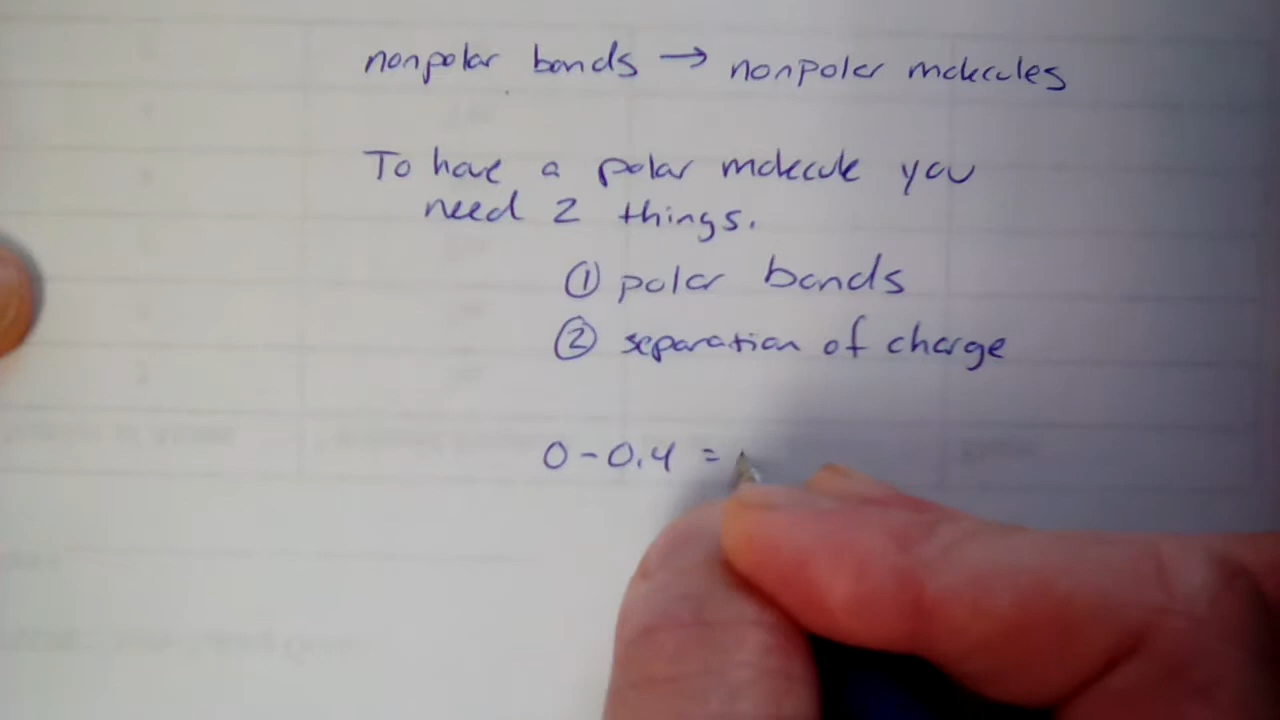 nonpolar bonds → nonpolar molecules
To have a polar molecule you
need 2 things.
① polar bonds
② separation of charge
0-0.4 =